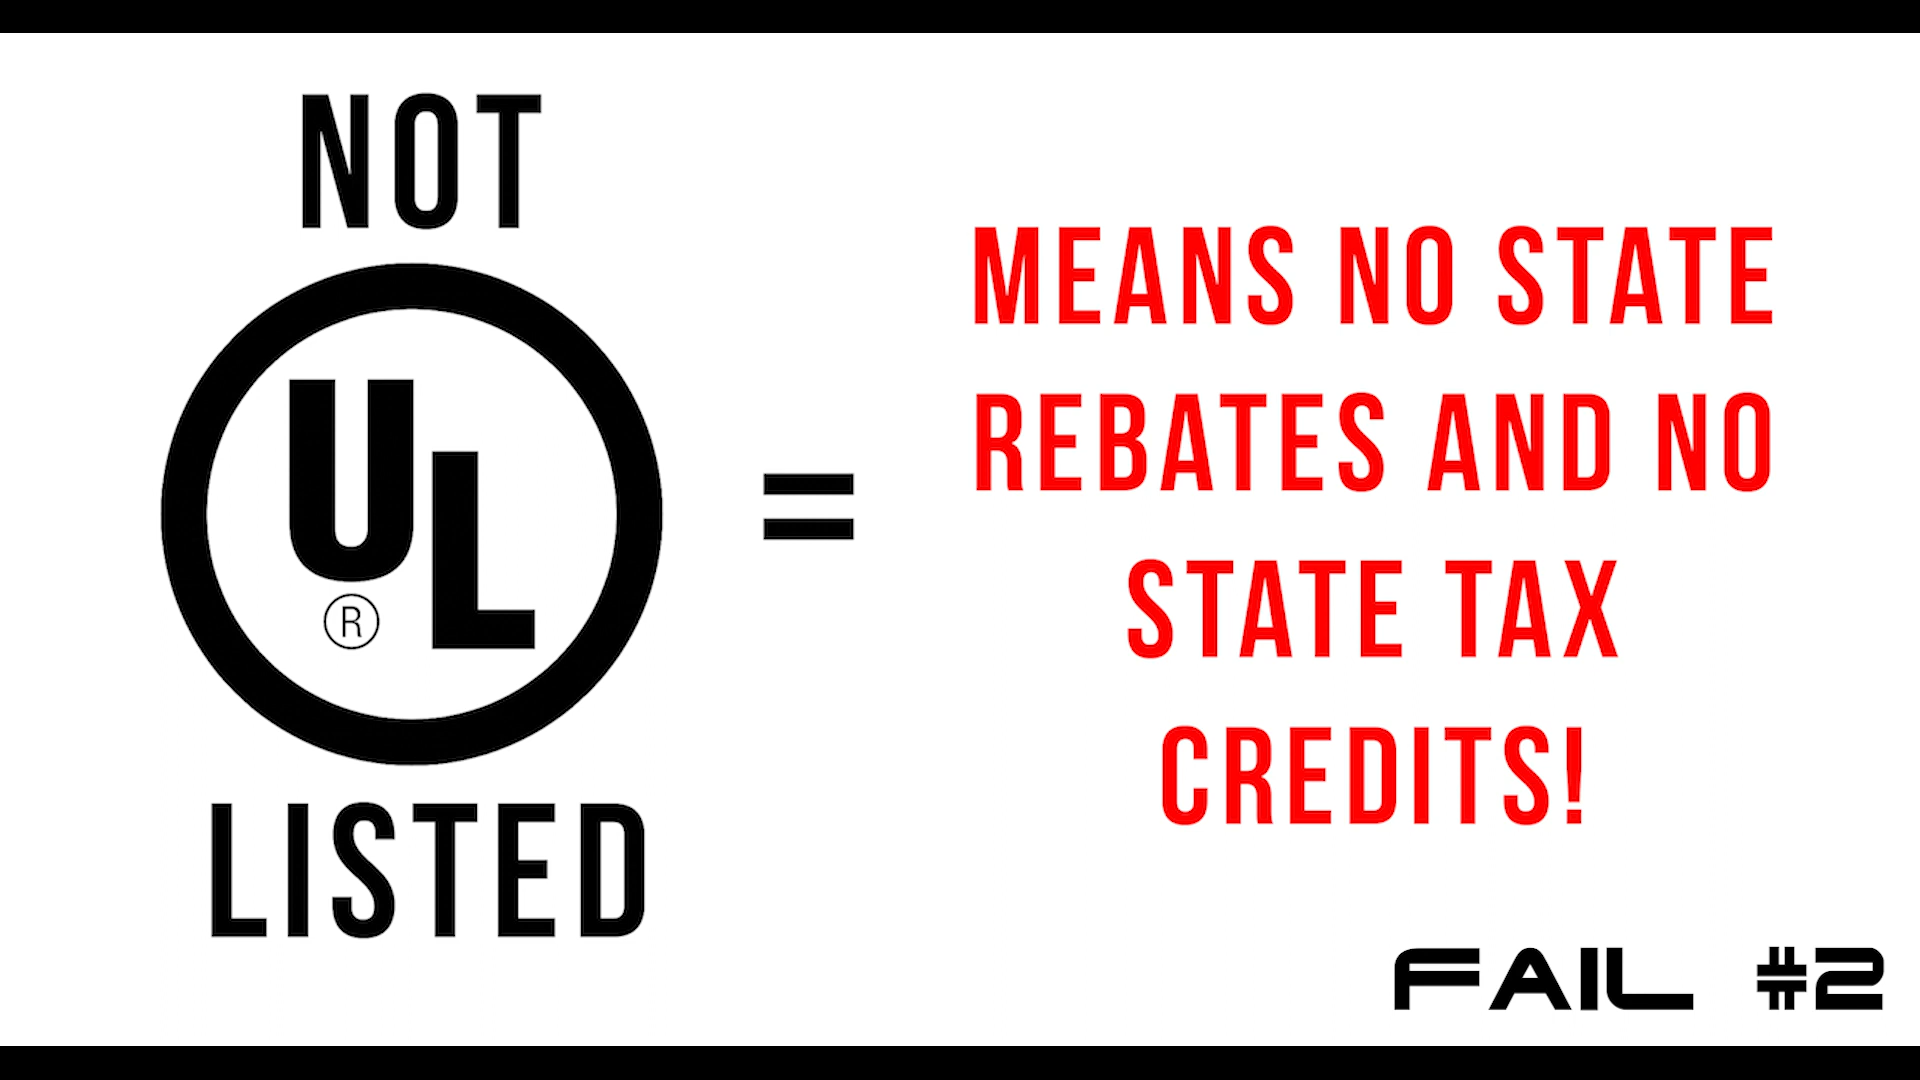 NOT
UL
®
LISTED
=
MEANS NO STATE
REBATES AND NO
STATE TAX
CREDITS!
FAIL #2